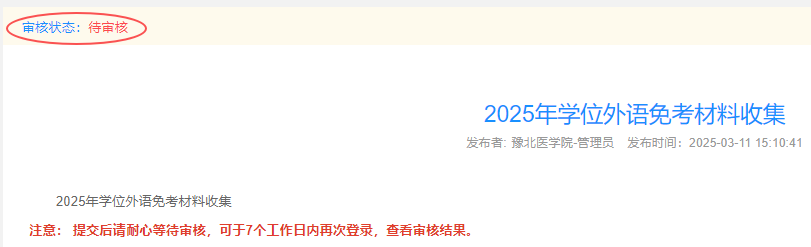 审核状态：待审核
2025年学位外语免考材料收集
发布者: 豫北医学院-管理员 发布时间：2025-03-11 15:10:41
2025年学位外语免考材料收集
注意： 提交后请耐心等待审核，可于7个工作日内再次登录，查看审核结果。